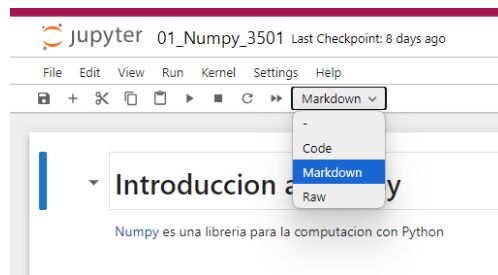 jupyter 01_Numpy_3501 Last Checkpoint: 8 days ago
File Edit View Run Kernel Settings Help
Markdown
-
Code
Markdown
Raw
Introduccion a y
Numpy es una libreria para la computacion con Python